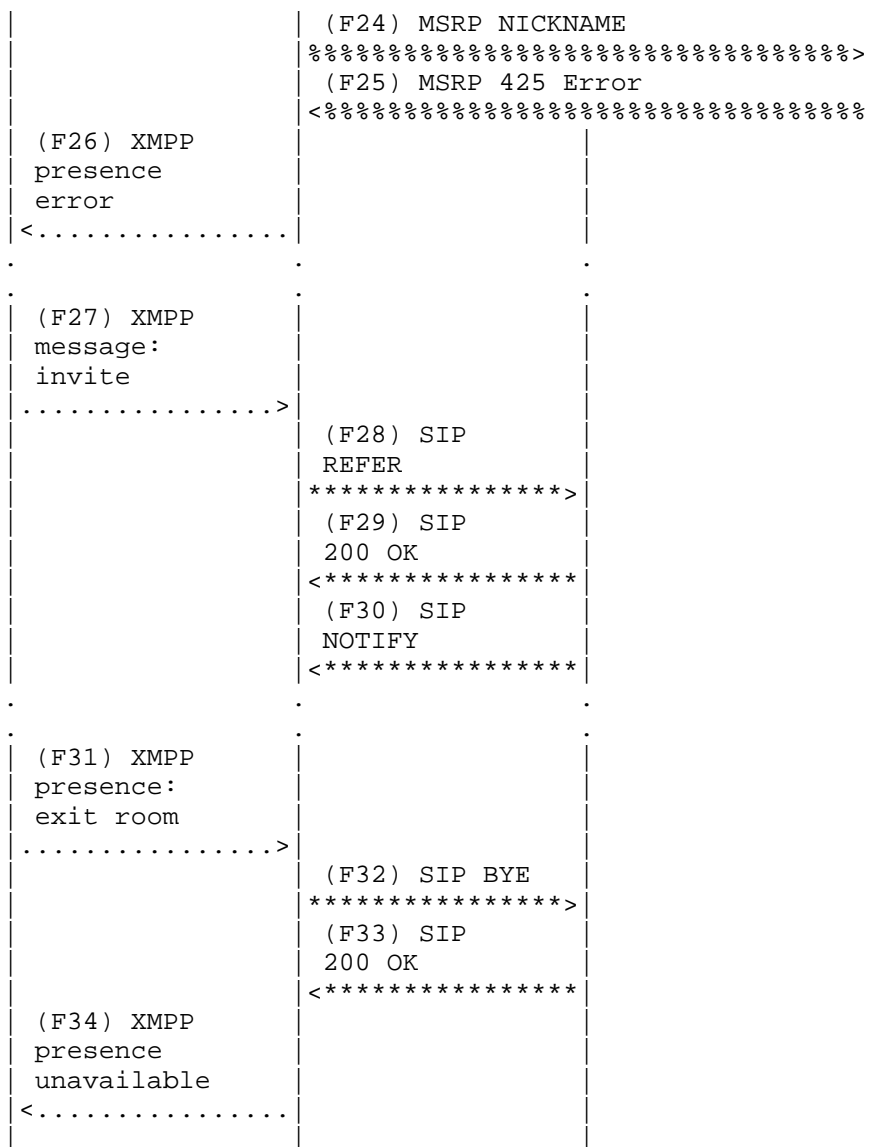 (F24) MSRP NICKNAME
%%%%%%%%%%%%%%%%%%%%%%%%%%%%%%%%%%>
(F25) MSRP 425 Error
<%%%%%%%%%%%%%%%%%%%%%%%%%%%%%%%%%%
(F26) XMPP
presence
error
<................
(F27) XMPP
message:
invite
................>
(F28) SIP
REFER
****************>
(F29) SIP
200 OK
<****************
(F30) SIP
NOTIFY
<****************
(F31) XMPP
presence:
exit room
................>
(F32) SIP BYE
****************>
(F33) SIP
200 OK
<****************
(F34) XMPP
presence
unavailable
<................